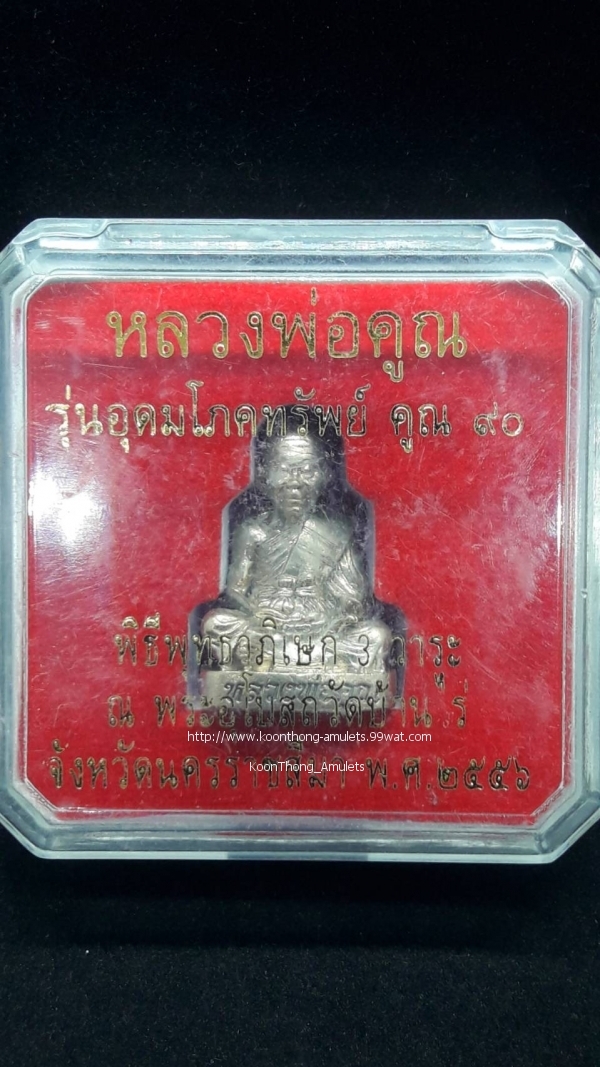 หลวงพ่อคูณ
รุ่นอุดมโภคทรัพย์ คูณ ๙๐
พิธีพุทธาภิเษก 3 วาระ
ณ พระอุโบสถวัดบ้านไร่
http://www.koonthong-amulets.99wat.com
จังหวัดนครราชสีมา พ.ศ.๒๕๕๖
KoonThong_Amulets